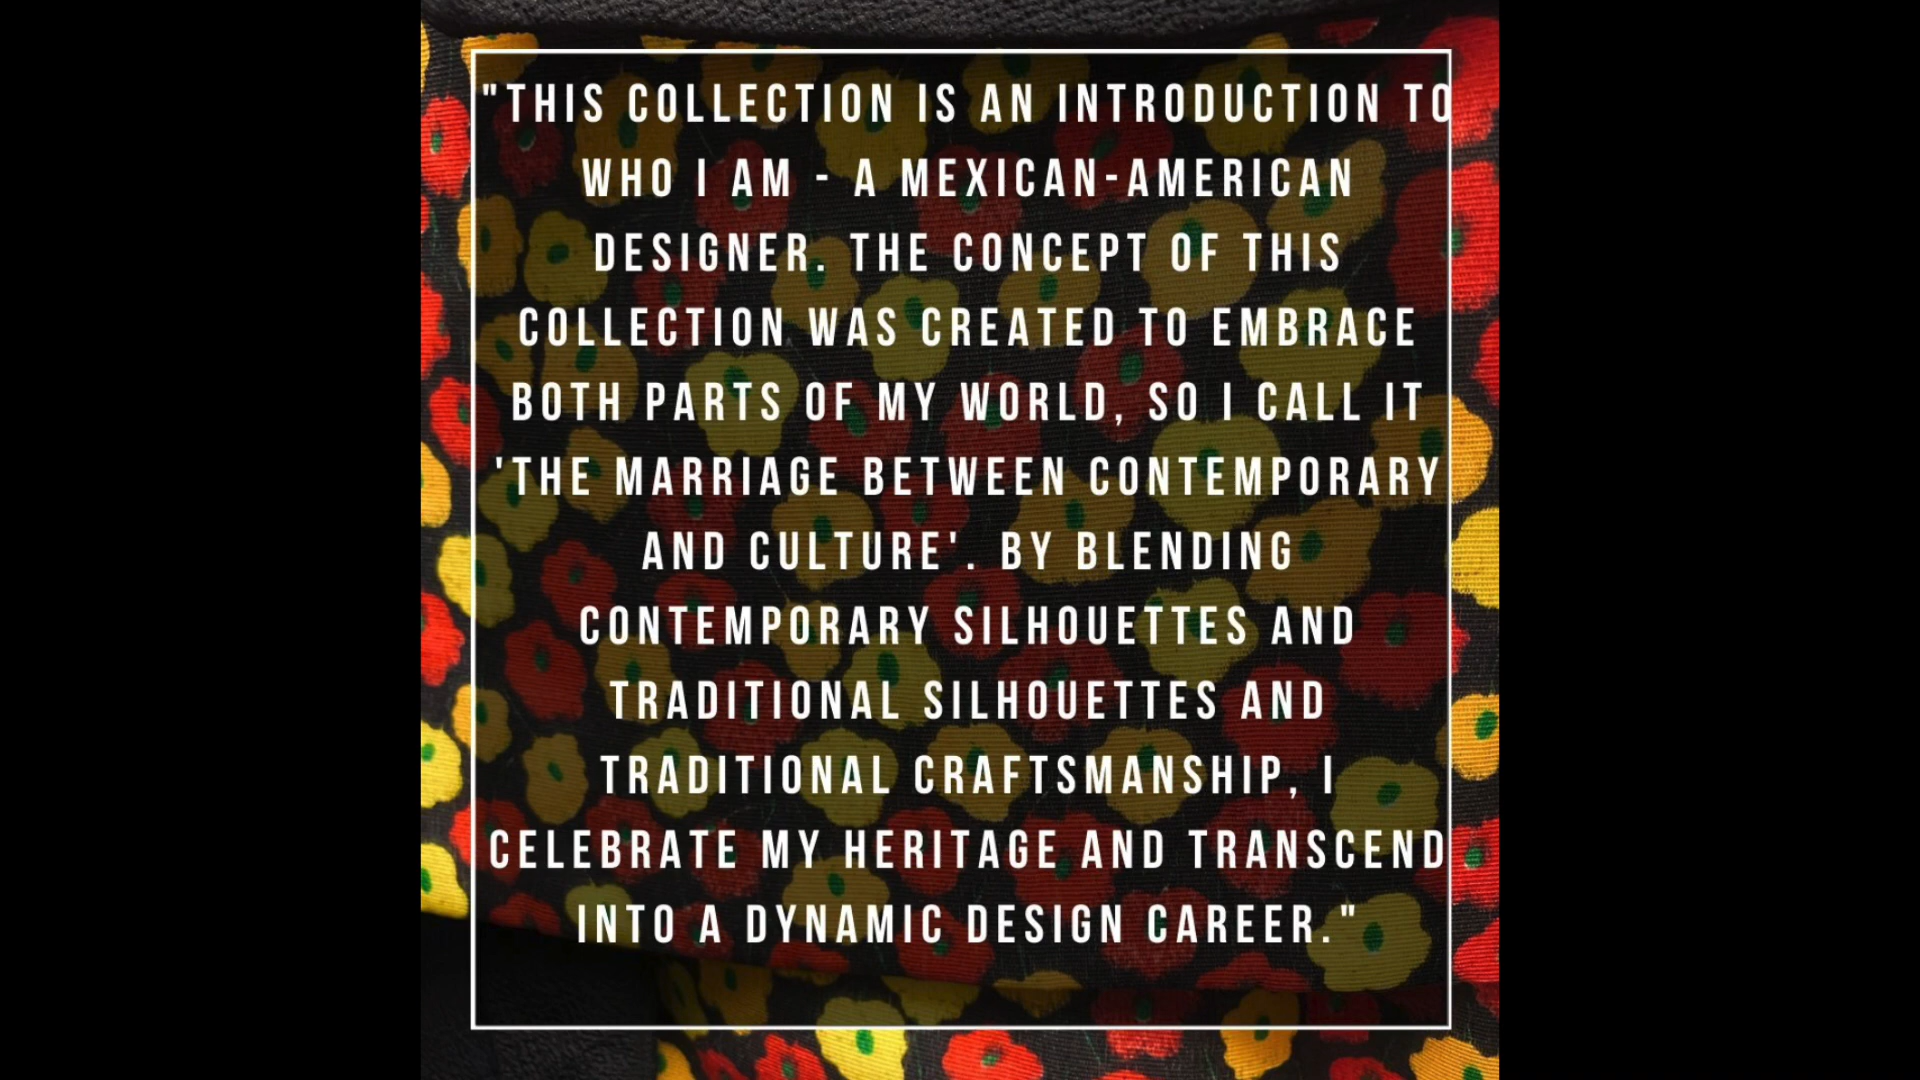 "THIS COLLECTION IS AN INTRODUCTION TO
WHO I AM - A MEXICAN-AMERICAN
DESIGNER. THE CONCEPT OF THIS
COLLECTION WAS CREATED TO EMBRACE
BOTH PARTS OF MY WORLD, SO I CALL IT
'THE MARRIAGE BETWEEN CONTEMPORARY
AND CULTURE'. BY BLENDING
CONTEMPORARY SILHOUETTES AND
TRADITIONAL SILHOUETTES AND
TRADITIONAL CRAFTSMANSHIP, I
CELEBRATE MY HERITAGE AND TRANSCEND
INTO A DYNAMIC DESIGN CAREER."